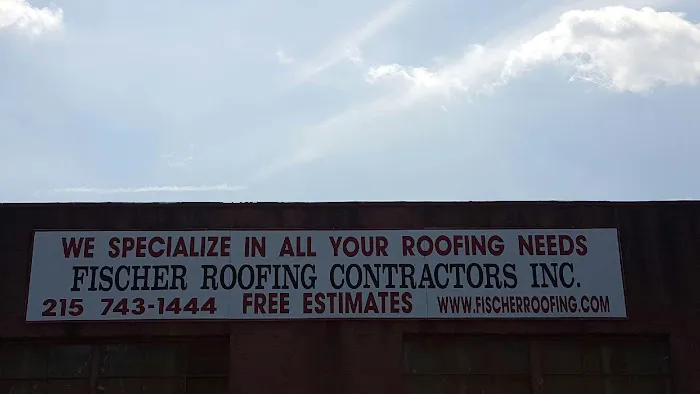 WE SPECIALIZE IN ALL YOUR ROOFING NEEDS
FISCHER ROOFING CONTRACTORS INC.
215 743-1444 FREE ESTIMATES WWW.FISCHERROOFING.COM